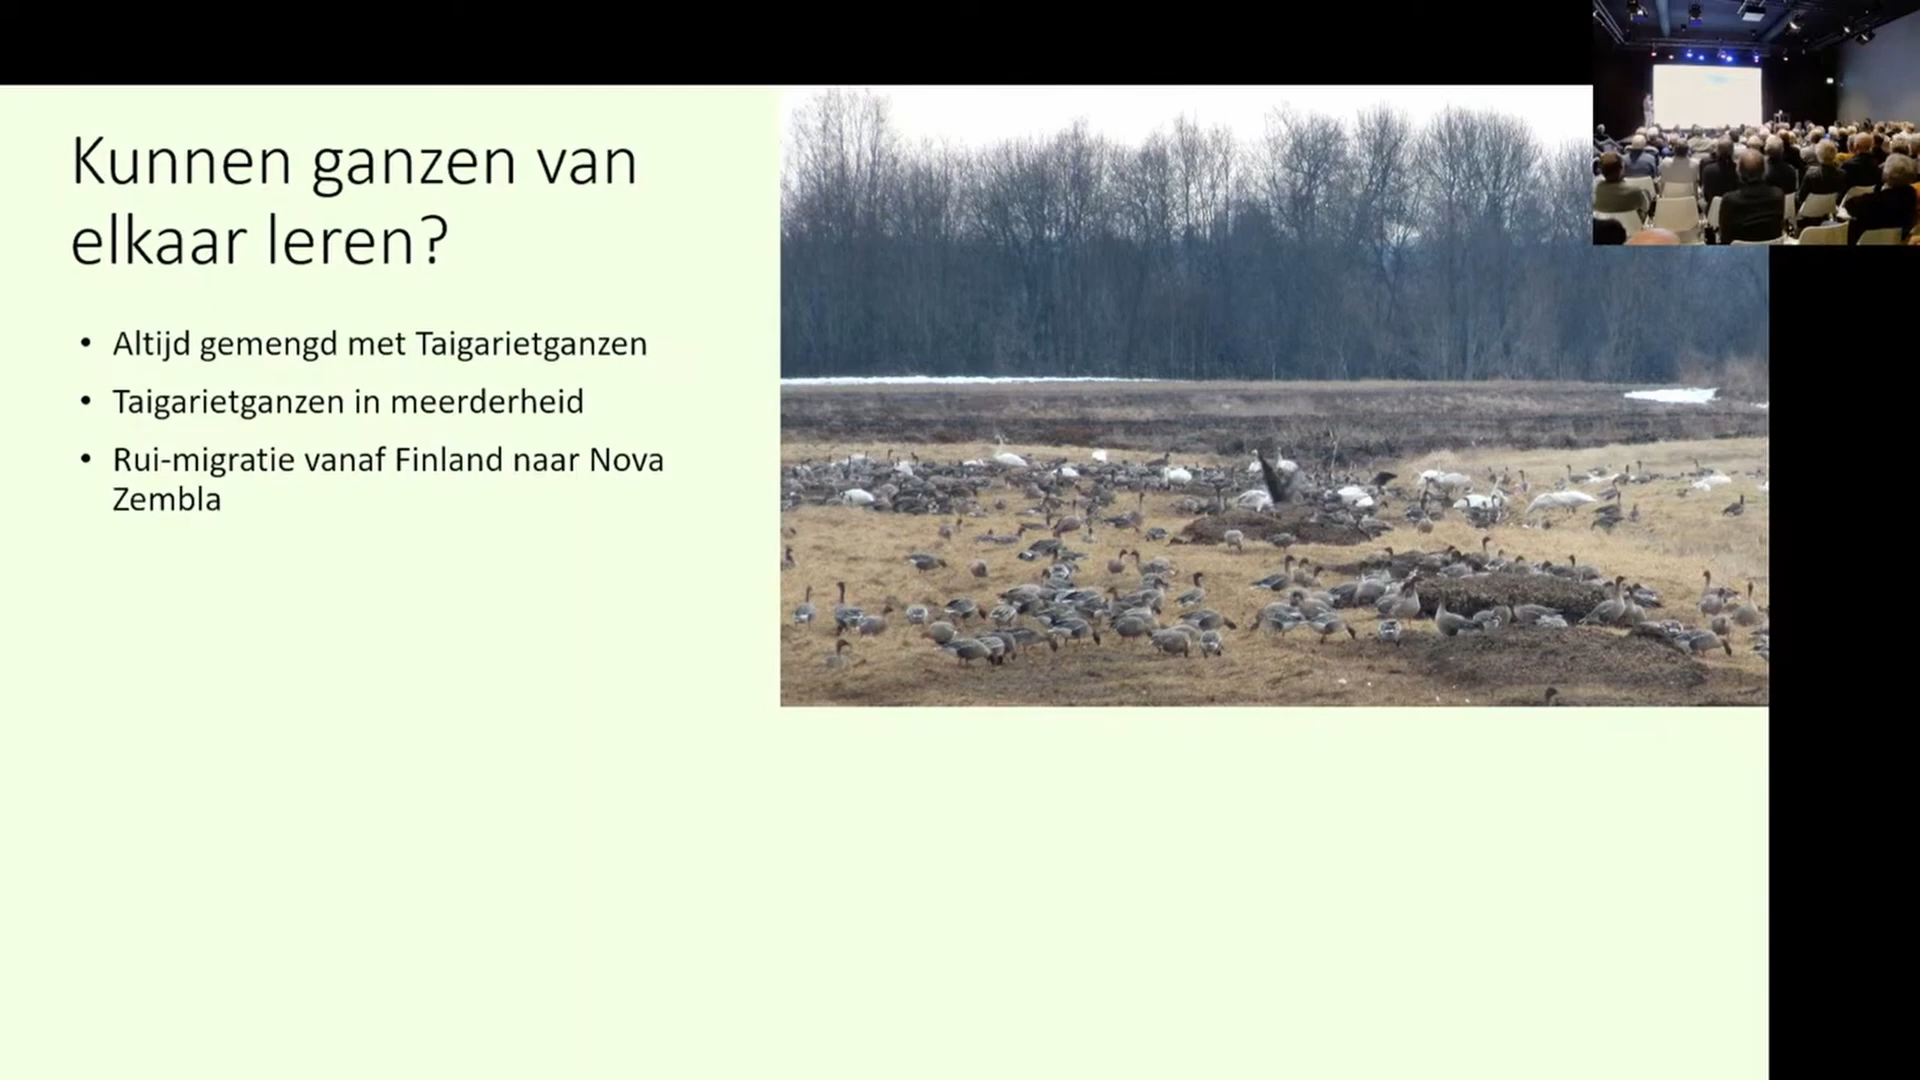 Kunnen ganzen van
elkaar leren?
• Altijd gemengd met Taigarietganzen
• Taigarietganzen in meerderheid
• Rui-migratie vanaf Finland naar Nova
Zembla